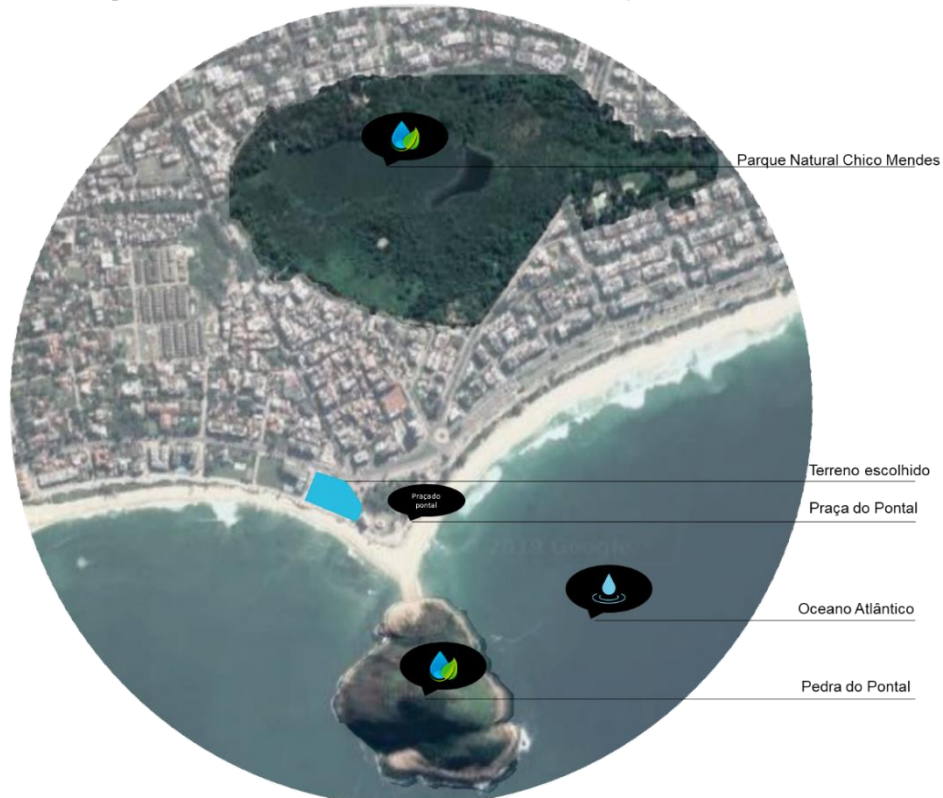 Parque Natural Chico Mendes
Terreno escolhido
Praça do
pontal
Praça do Pontal
2019 Google
Oceano Atlântico
Pedra do Pontal